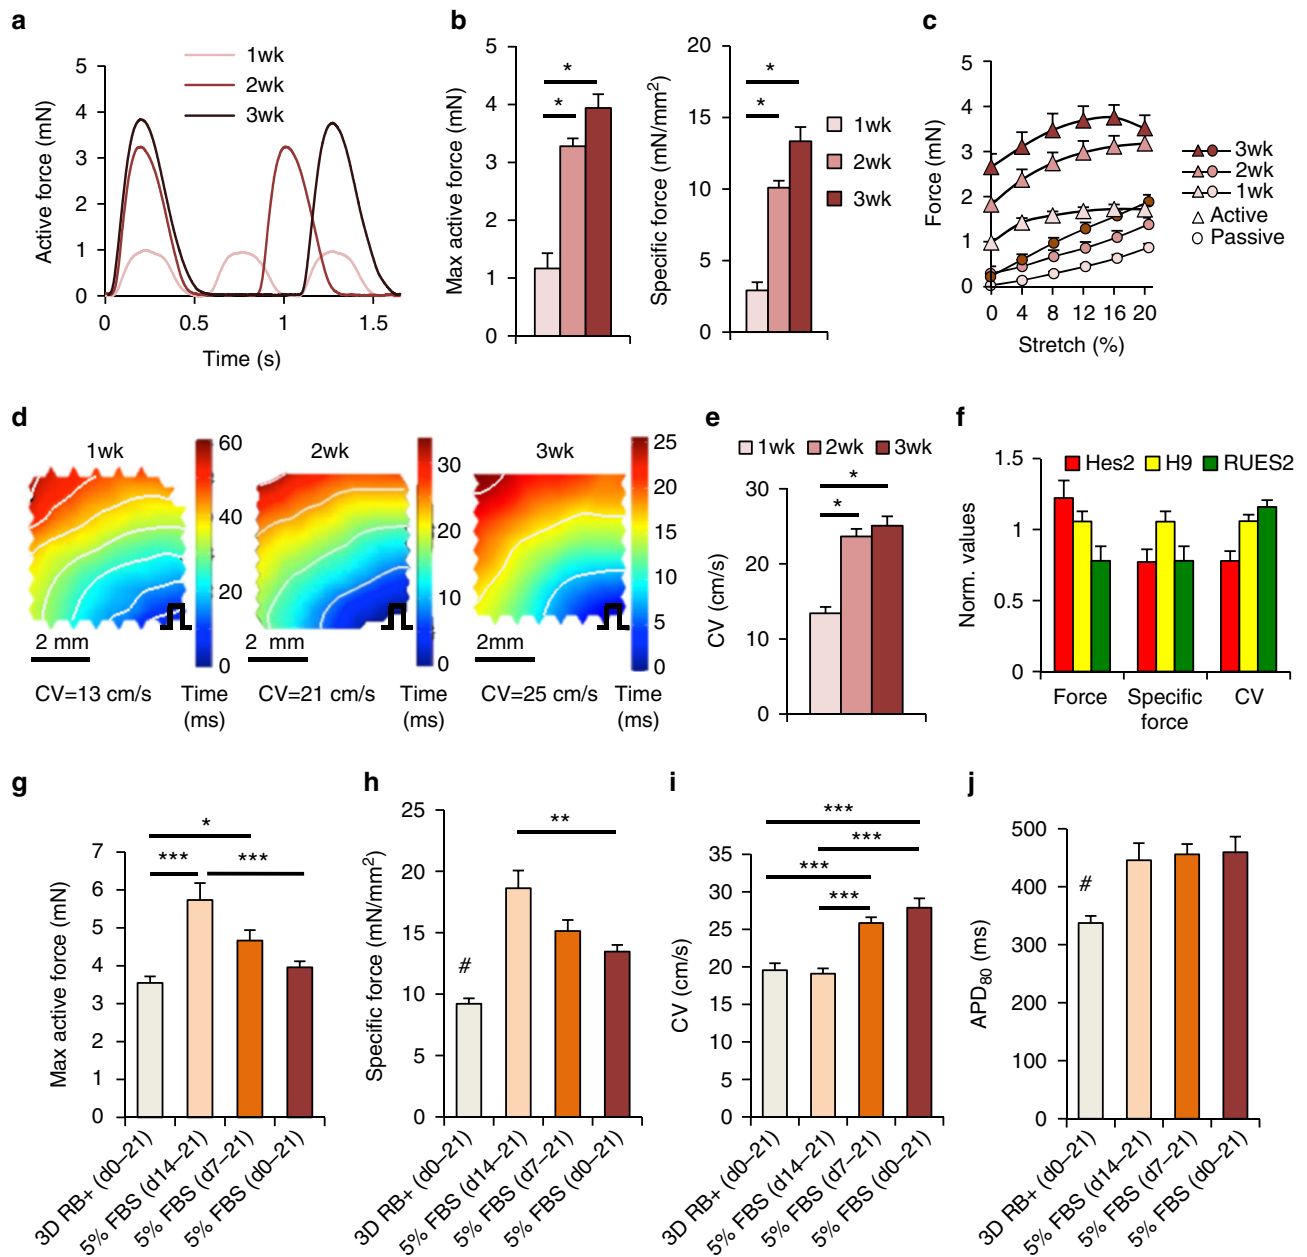 a
Active force (mN)
5
4
3
2
1
0
0
0.5
1
1.5
Time (s)
1wk
2wk
3wk
b
Max active force (mN)
5
4
3
2
1
0
*
*
Specific force (mN/mm²)
20
15
10
5
0
*
*
1wk
2wk
3wk
c
Force (mN)
5
4
3
2
1
0
0 4 8 12 16 20
Stretch (%)
3wk
2wk
1wk
Active
Passive
d
1wk
60
40
20
0
2 mm
CV=13 cm/s
Time
(ms)
2wk
30
20
10
0
2 mm
CV=21 cm/s
Time
(ms)
3wk
25
20
15
10
5
0
2mm
CV=25 cm/s
Time
(ms)
e
1wk 2wk 3wk
CV (cm/s)
30
20
10
0
*
*
f
Norm. values
1.5
1
0.5
0
Hes2 H9 RUES2
Force
Specific
force
CV
g
Max active force (mN)
7
6
5
4
3
2
1
0
*
*** ***
3D RB+ (d0–21)
5% FBS (d14–21)
5% FBS (d7–21)
5% FBS (d0–21)
h
Specific force (mN/mm²)
25
20
15
10
5
0
**
#
3D RB+ (d0–21)
5% FBS (d14–21)
5% FBS (d7–21)
5% FBS (d0–21)
i
CV (cm/s)
35
30
25
20
15
10
5
0
***
***
***
***
3D RB+ (d0–21)
5% FBS (d14–21)
5% FBS (d7–21)
5% FBS (d0–21)
j
APD₈₀ (ms)
500
400
300
200
100
0
#
3D RB+ (d0–21)
5% FBS (d14–21)
5% FBS (d7–21)
5% FBS (d0–21)